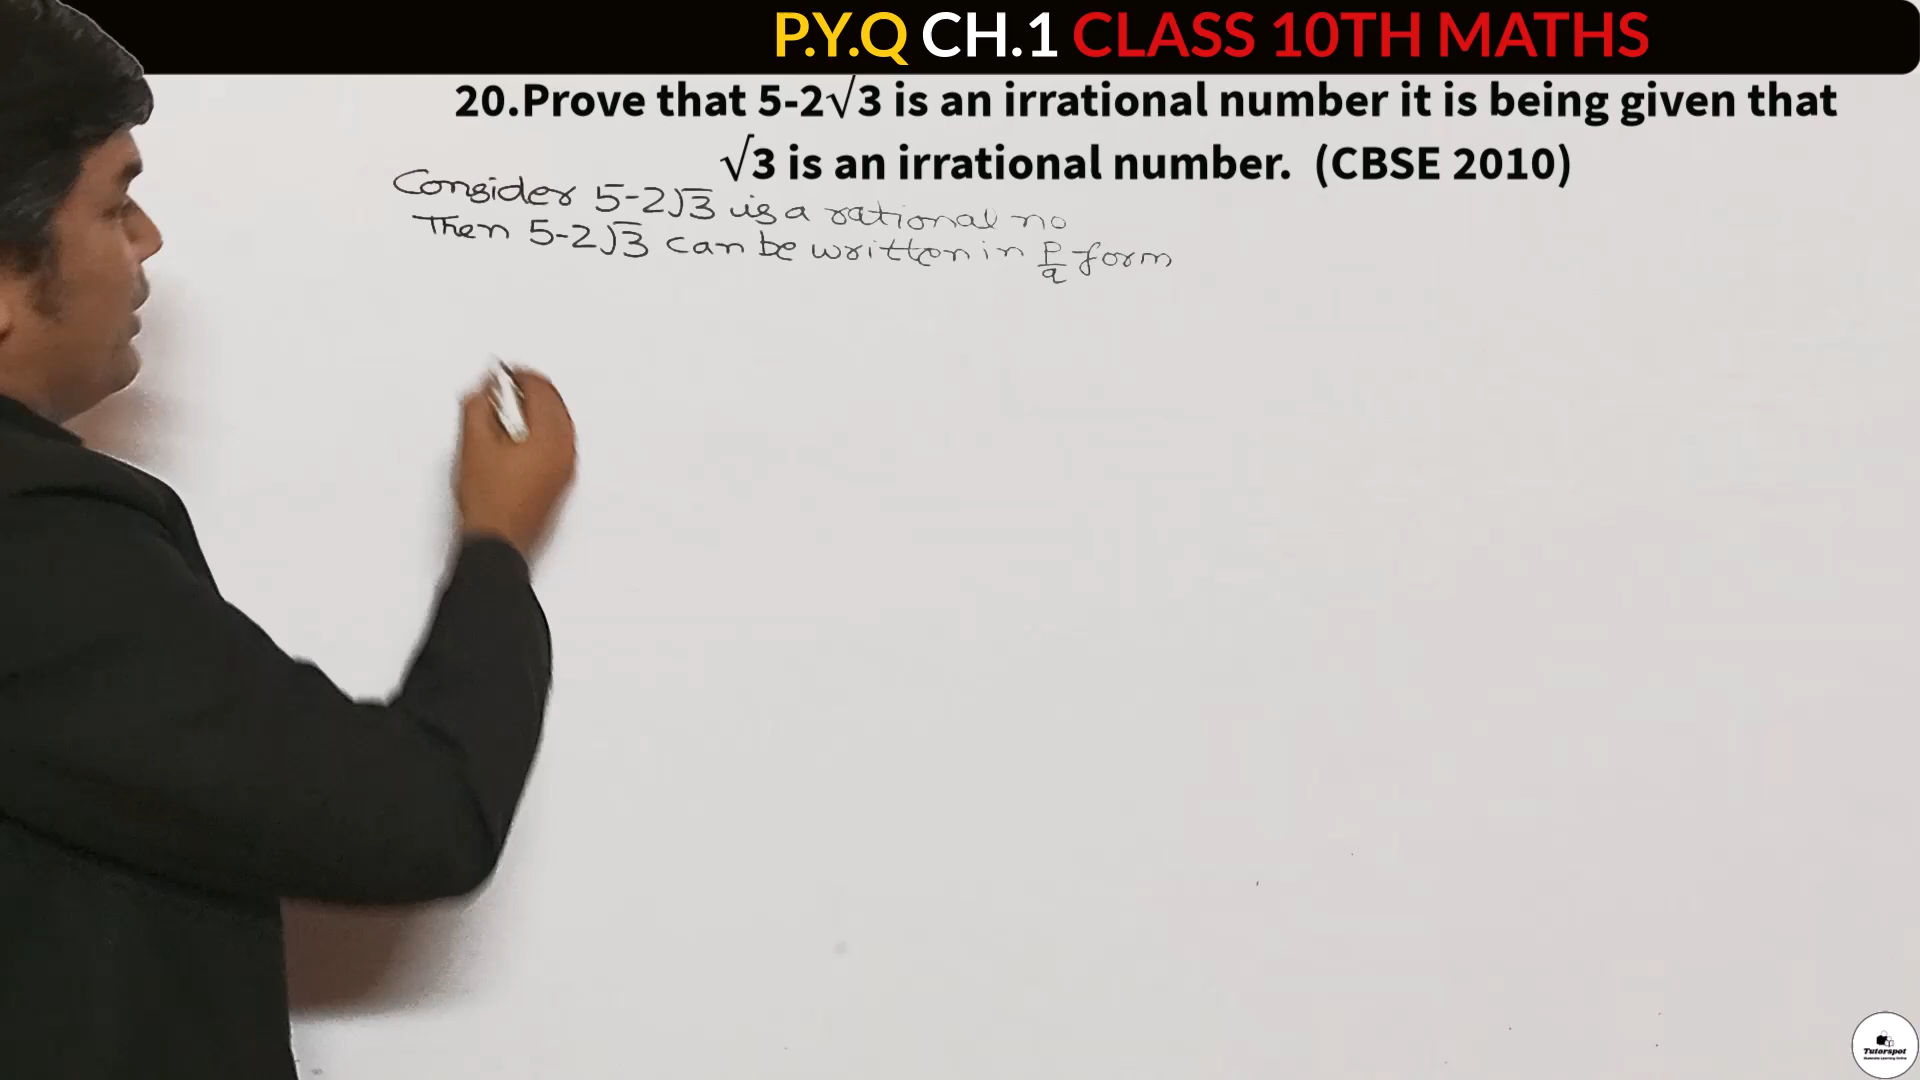 P.Y.Q CH.1 CLASS 10TH MATHS
20.Prove that 5-2√3 is an irrational number it is being given that
√3 is an irrational number. (CBSE 2010)
Consider 5-2√3 is a rational no
Then 5-2√3 can be written in p/q form
Tutorspot